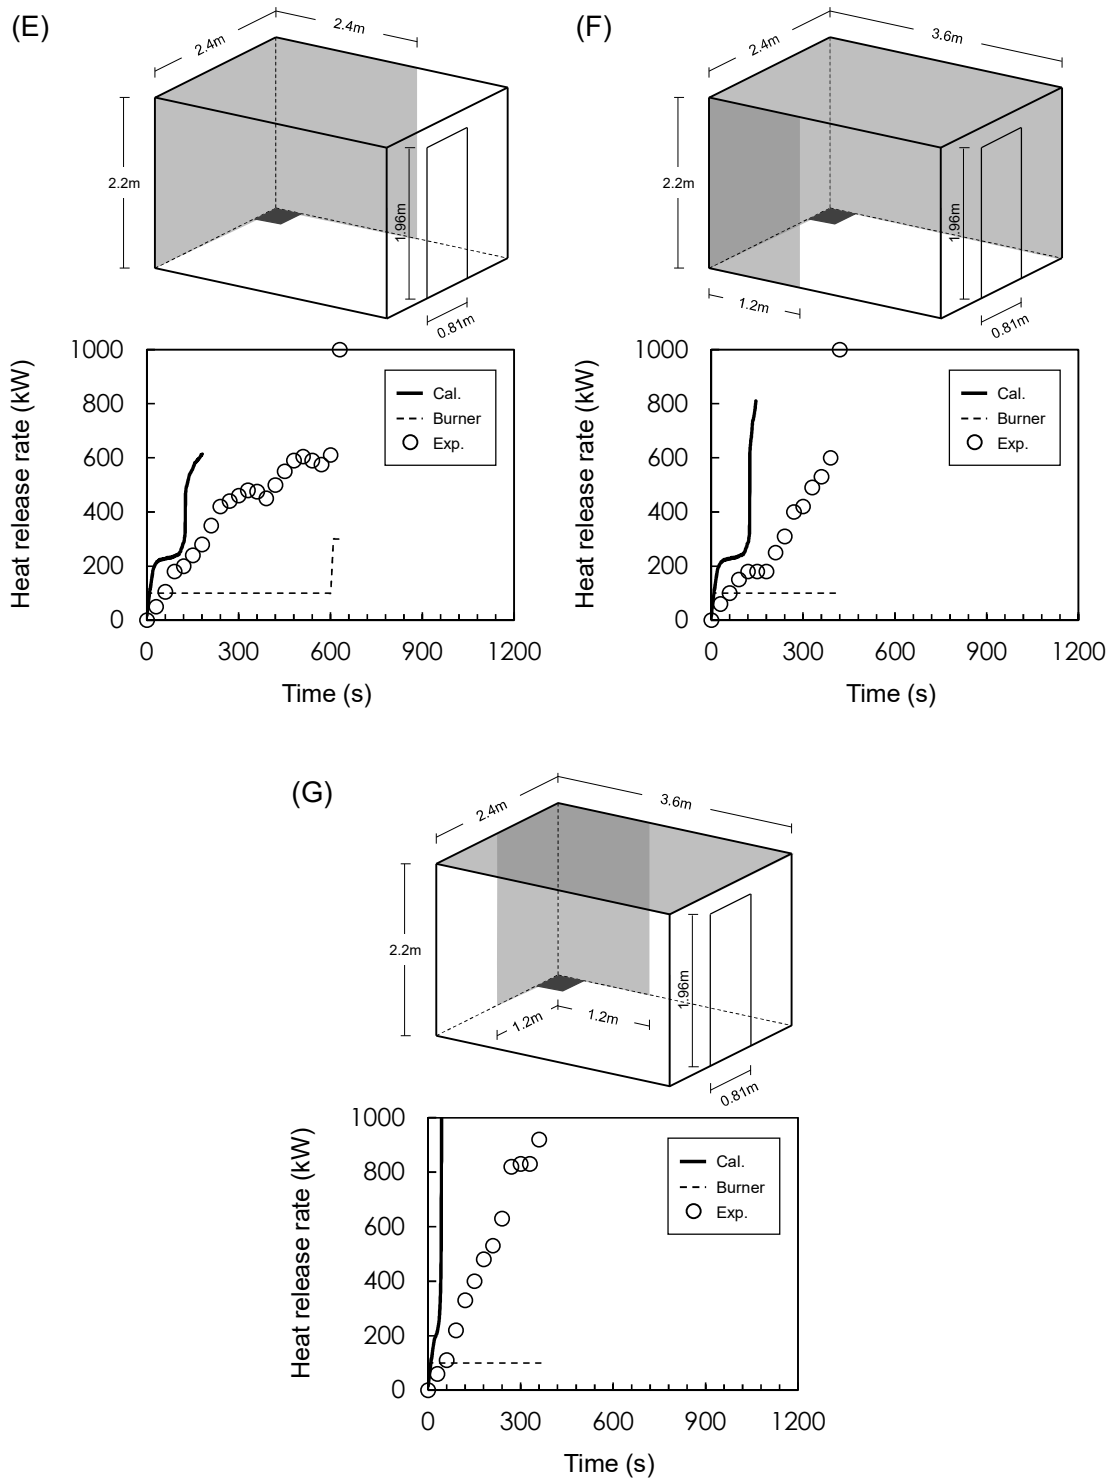 (E)
2.4m
2.4m
2.2m
1.96m
0.81m
Heat release rate (kW)
1000
800
600
400
200
0
Cal.
Burner
Exp.
0 300 600 900 1200
Time (s)
(F)
2.4m
3.6m
2.2m
1.96m
1.2m
0.81m
Heat release rate (kW)
1000
800
600
400
200
0
Cal.
Burner
Exp.
0 300 600 900 1200
Time (s)
(G)
2.4m
3.6m
2.2m
1.96m
1.2m
1.2m
0.81m
Heat release rate (kW)
1000
800
600
400
200
0
Cal.
Burner
Exp.
0 300 600 900 1200
Time (s)